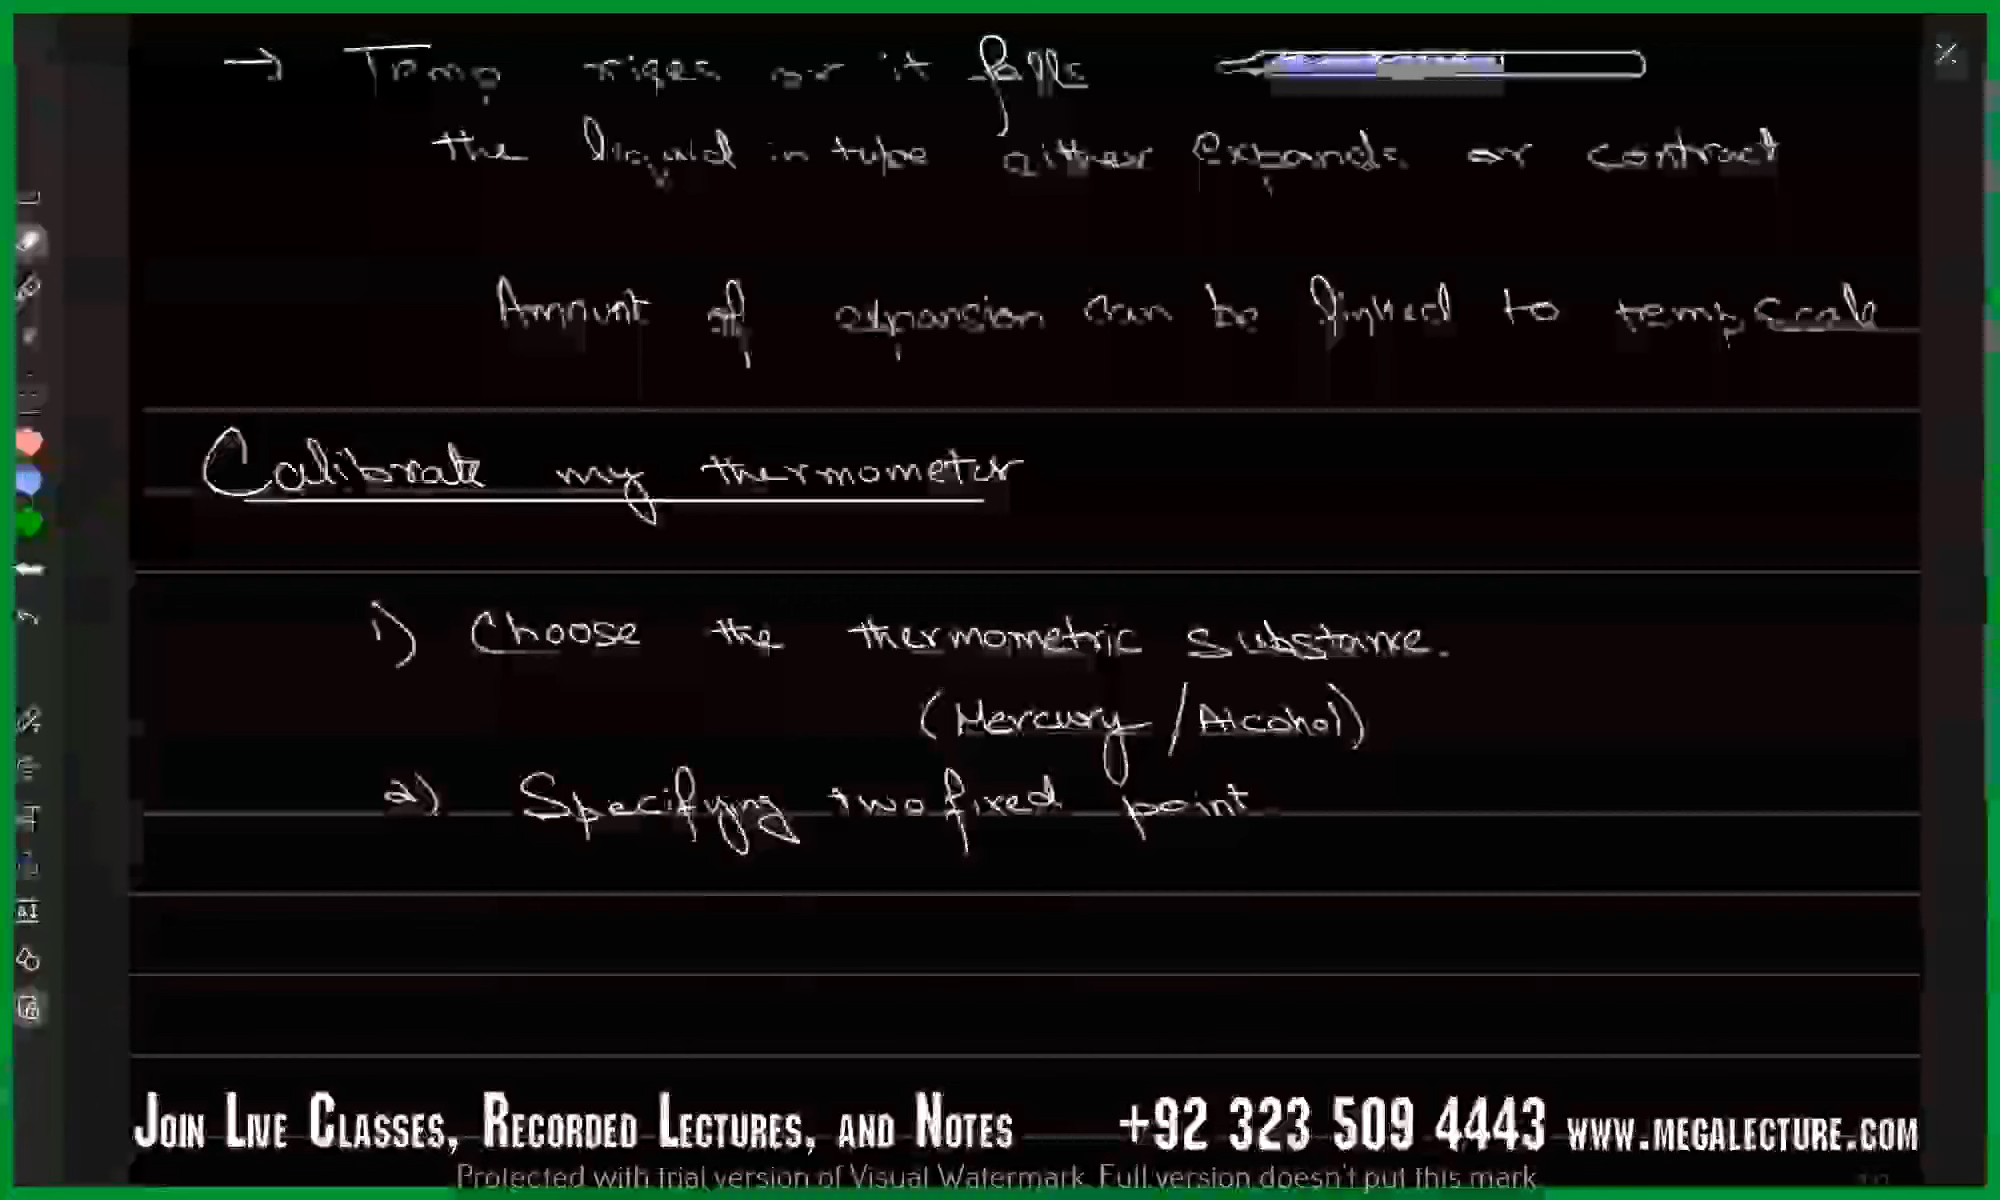 → Temp rises or it falls
the liquid in tube either expands or contract
Amount of expansion can be linked to temp scale
Calibrate my thermometer
1) Choose the thermometric substance.
(Mercury / Alcohol)
2) Specifying two fixed point
Join Live Classes, Recorded Lectures, and Notes +92 323 509 4443 www.megalecture.com
Protected with trial version of Visual Watermark. Full version doesn't put this mark.